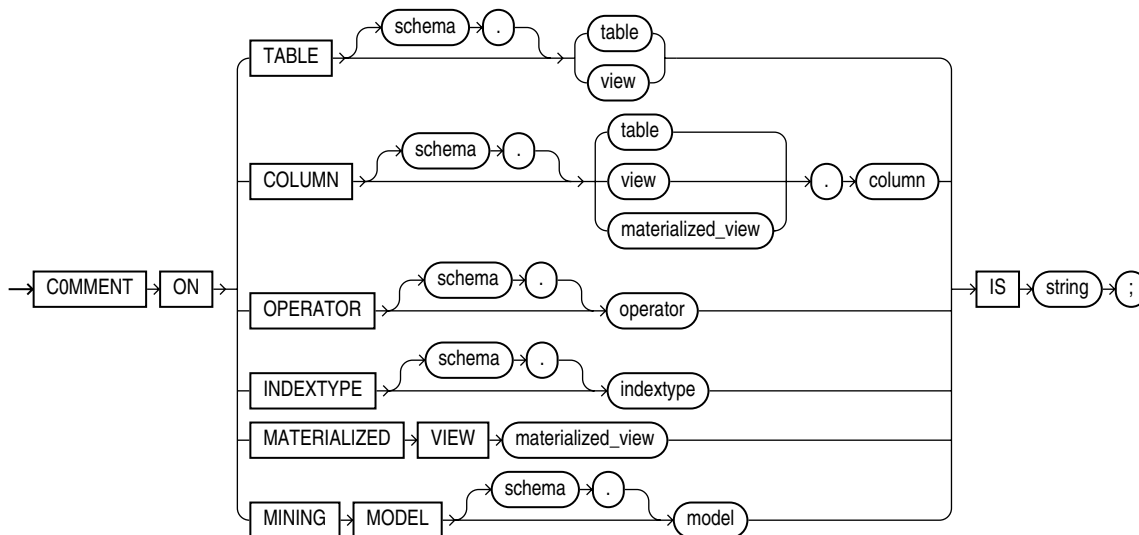 schema .
TABLE table
view
schema . table
COLUMN view . column
materialized_view
schema .
C0MMENT ON OPERATOR operator IS string ;
schema .
INDEXTYPE indextype
MATERIALIZED VIEW materialized_view
schema .
MINING MODEL model